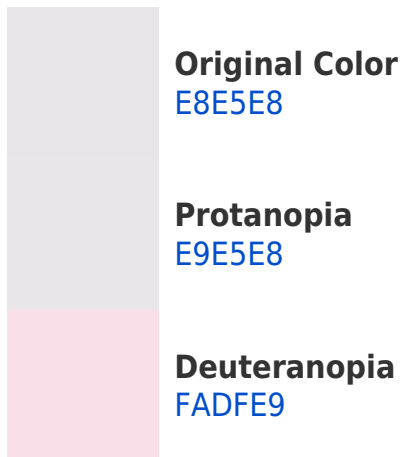 Original Color
E8E5E8
Protanopia
E9E5E8
Deuteranopia
FADFE9